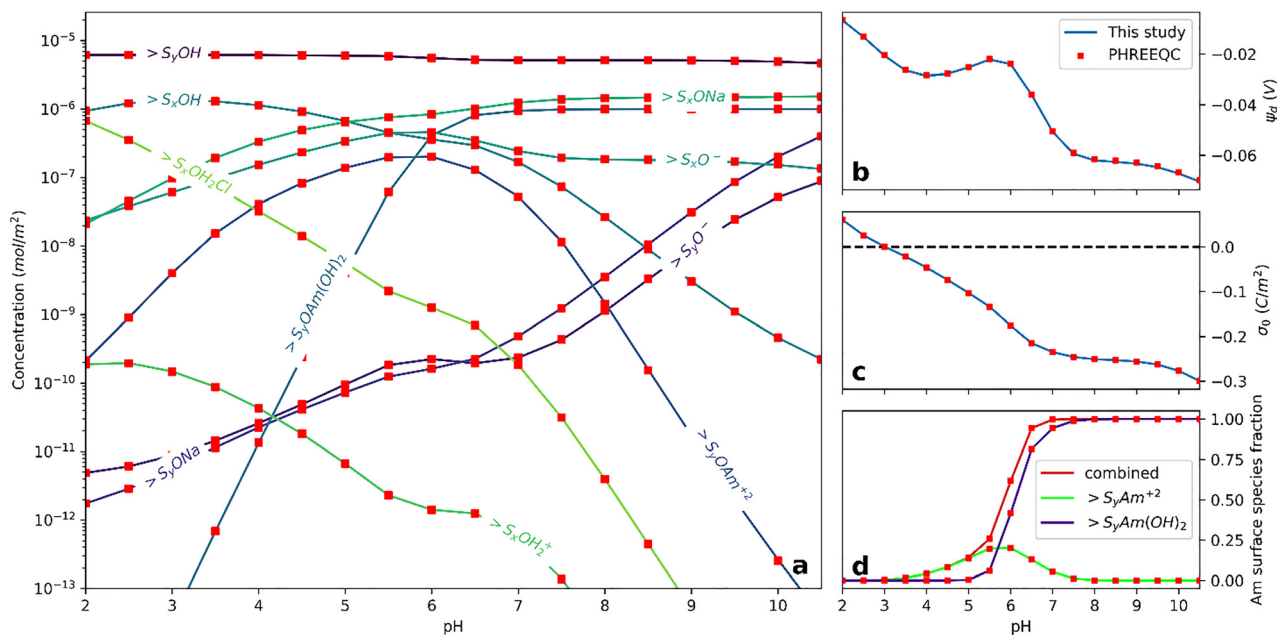 Concentration (mol/m²)
10⁻⁵
10⁻⁶
10⁻⁷
10⁻⁸
10⁻⁹
10⁻¹⁰
10⁻¹¹
10⁻¹²
10⁻¹³
> SyOH
> SxOH
> SxONa
> SxOH₂Cl
> SxO⁻
> SyOAm(OH)₂
> SyO⁻
> SyONa
> SyOAm⁺²
> SxOH₂⁺
a
2 3 4 5 6 7 8 9 10
pH
This study
PHREEQC
b
−0.02
−0.04
−0.06
ψd (V)
c
0.0
−0.1
−0.2
−0.3
σ₀ (C/m²)
combined
> SyAm⁺²
> SyAm(OH)₂
d
1.00
0.75
0.50
0.25
0.00
Am surface species fraction
2 3 4 5 6 7 8 9 10
pH